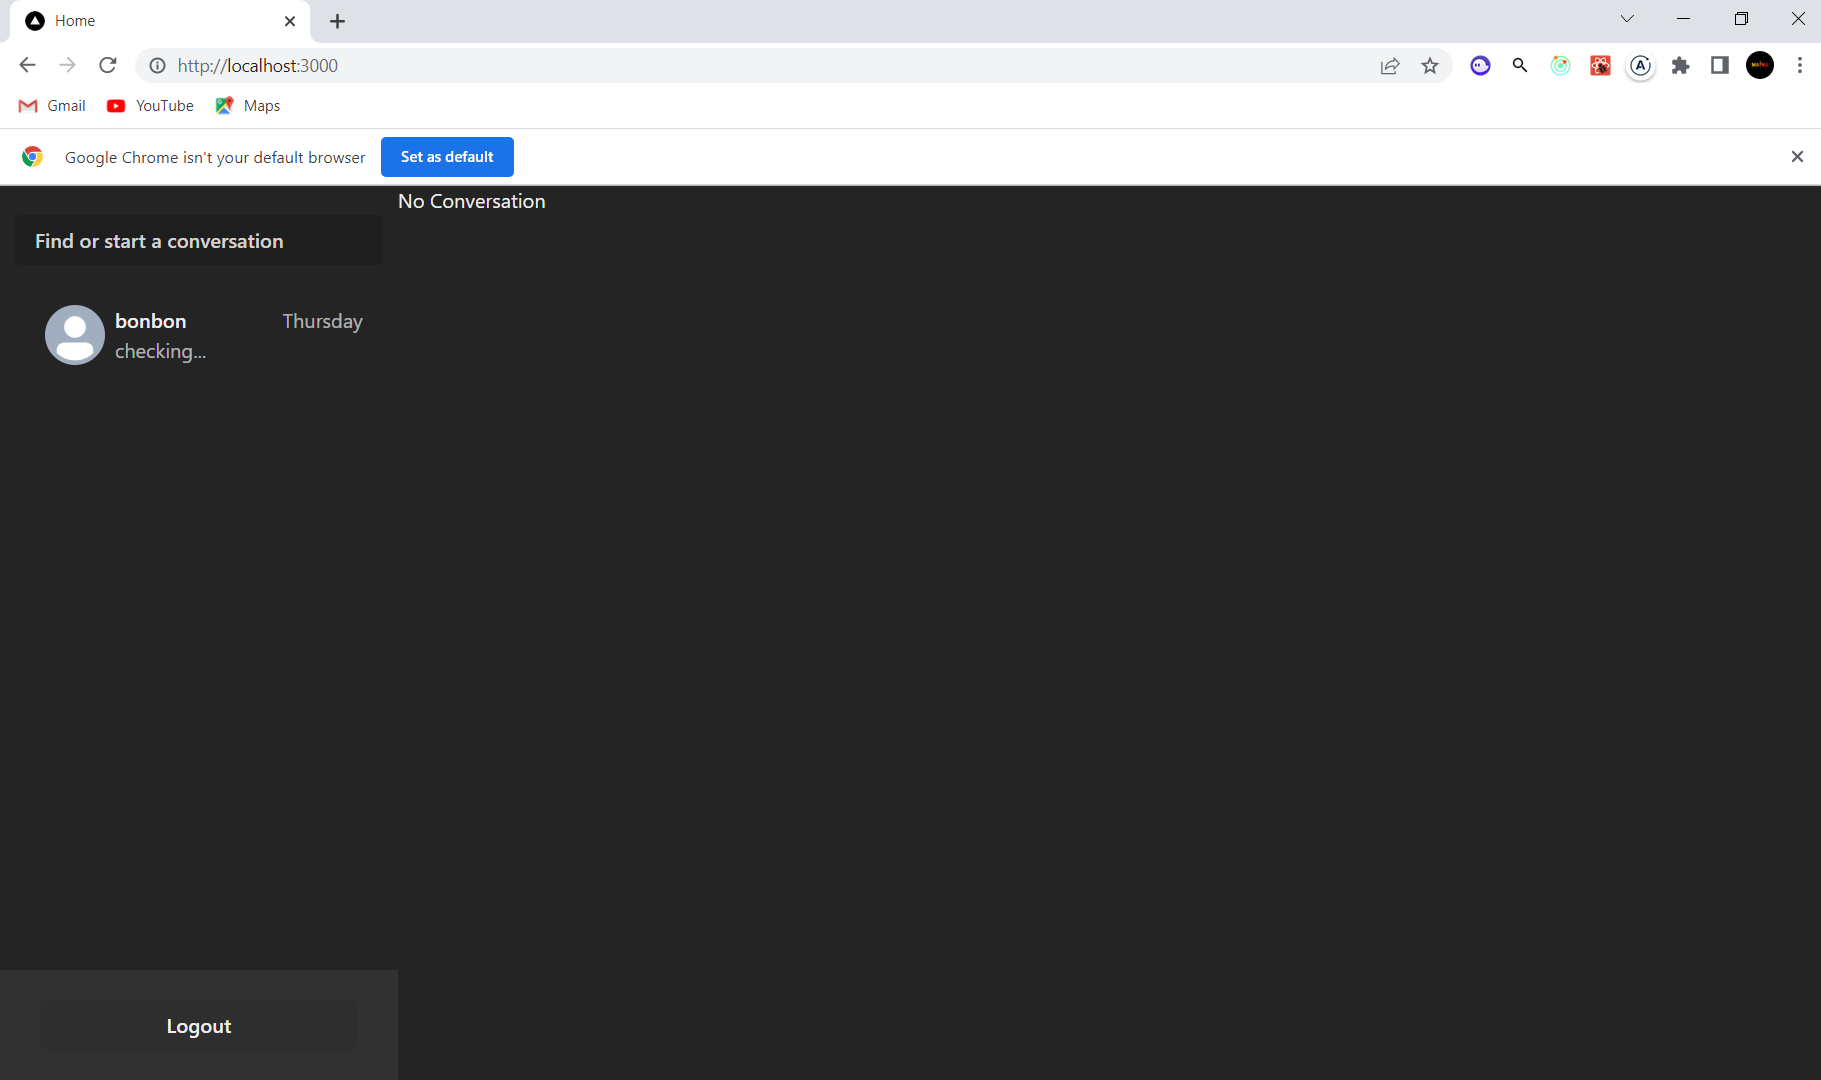 Home
http://localhost:3000
Gmail YouTube Maps
Google Chrome isn't your default browser Set as default
No Conversation
Find or start a conversation
bonbon Thursday
checking...
Logout